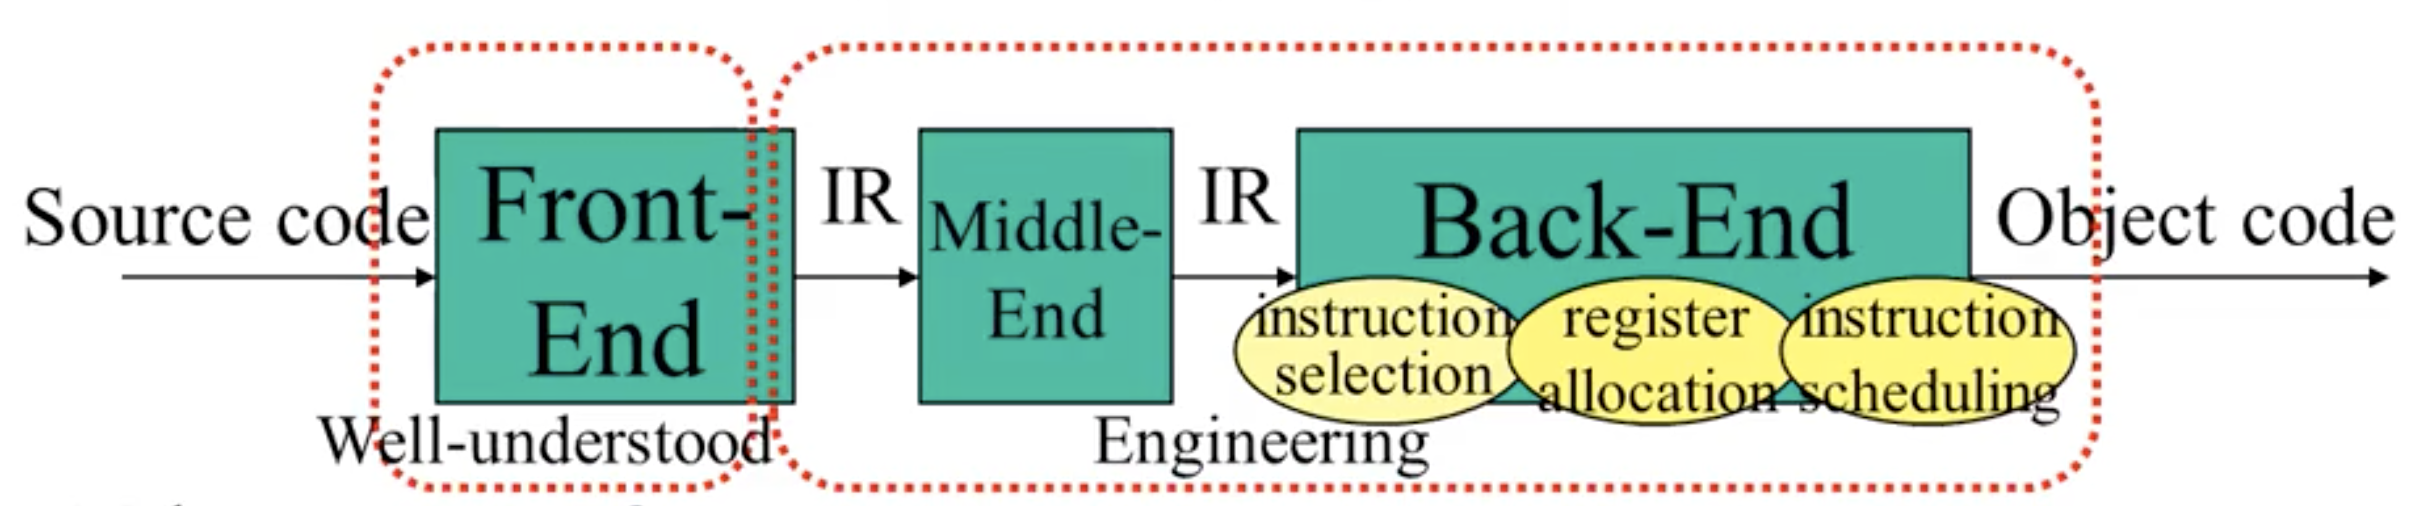 Source code
Front-
End
IR
Middle-
End
IR
Back-End
instruction
selection
register
allocation
instruction
scheduling
Object code
Well-understood
Engineering